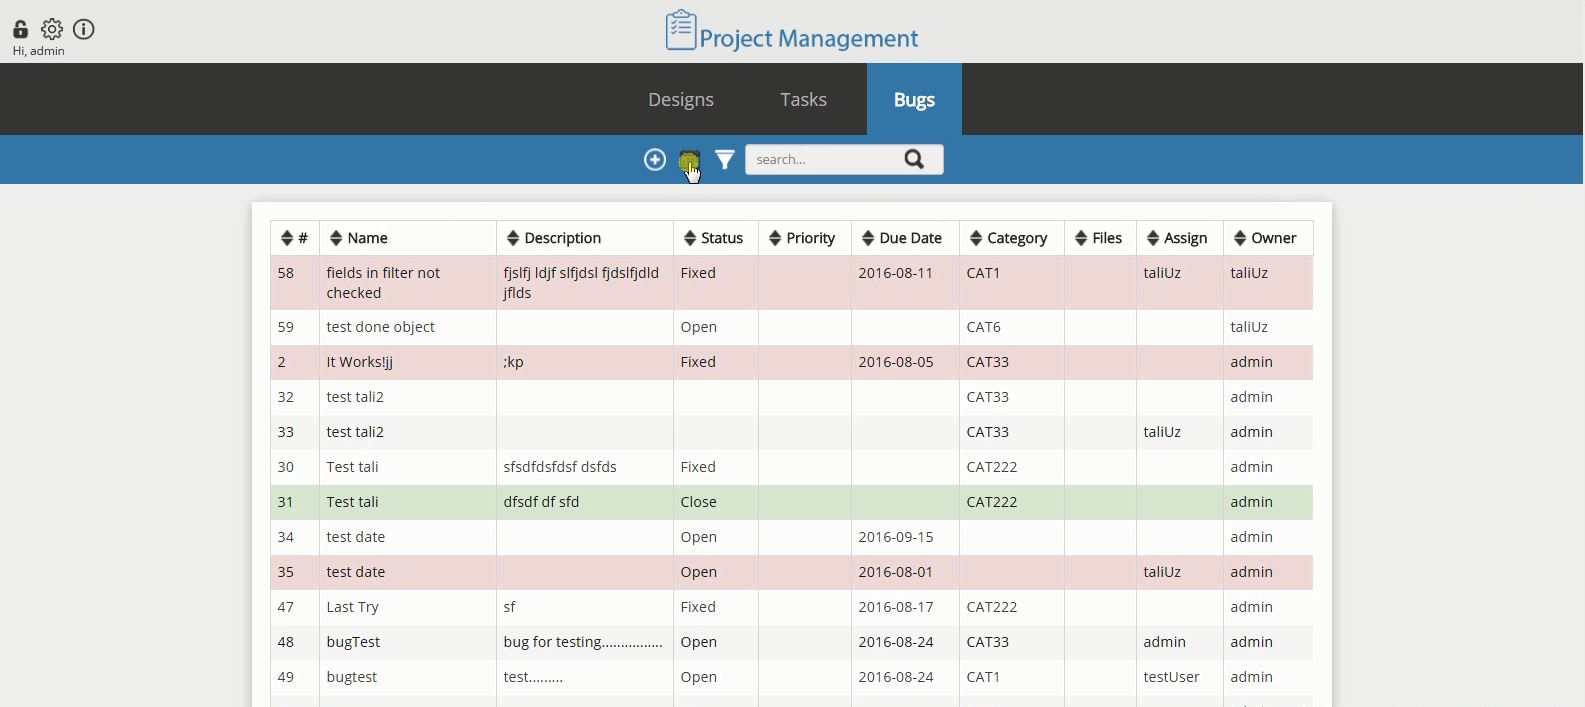 Hi, admin
Project Management
Designs Tasks Bugs
search...
# Name Description Status Priority Due Date Category Files Assign Owner
58 fields in filter not checked fjslfj ldjf slfjdsl fjdslfjdld jflds Fixed 2016-08-11 CAT1 taliUz taliUz
59 test done object Open CAT6 taliUz
2 It Works!jj ;kp Fixed 2016-08-05 CAT33 admin
32 test tali2 CAT33 admin
33 test tali2 CAT33 taliUz admin
30 Test tali sfsdfdsfdsf dsfds Fixed CAT222 admin
31 Test tali dfsdf df sfd Close CAT222 admin
34 test date Open 2016-09-15 admin
35 test date Open 2016-08-01 taliUz admin
47 Last Try sf Fixed 2016-08-17 CAT222 admin
48 bugTest bug for testing................ Open 2016-08-24 CAT33 admin admin
49 bugtest test......... Open 2016-08-24 CAT1 testUser admin